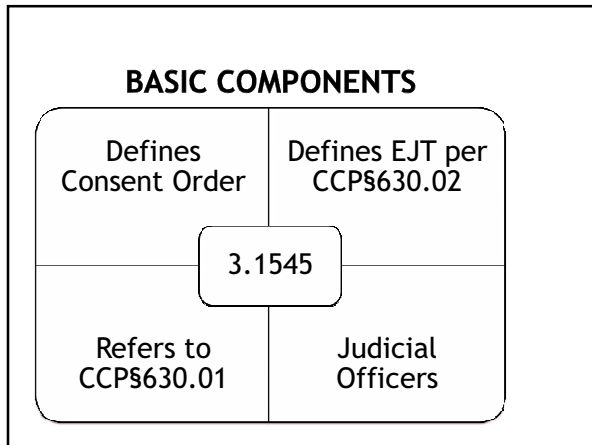 BASIC COMPONENTS
Defines
Consent Order
Defines EJT per
CCP§630.02
3.1545
Refers to
CCP§630.01
Judicial
Officers